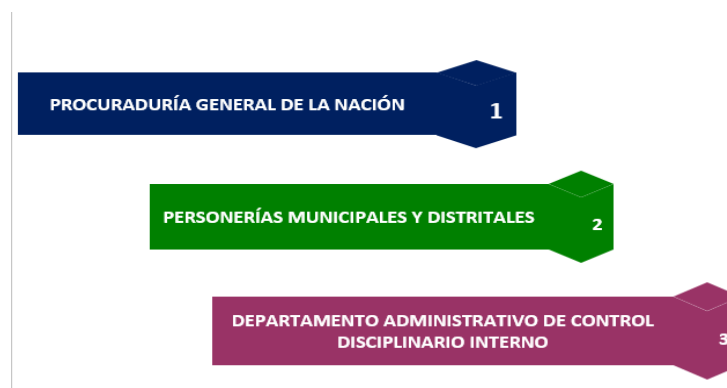 PROCURADURÍA GENERAL DE LA NACIÓN
1
PERSONERÍAS MUNICIPALES Y DISTRITALES
2
DEPARTAMENTO ADMINISTRATIVO DE CONTROL
DISCIPLINARIO INTERNO
3